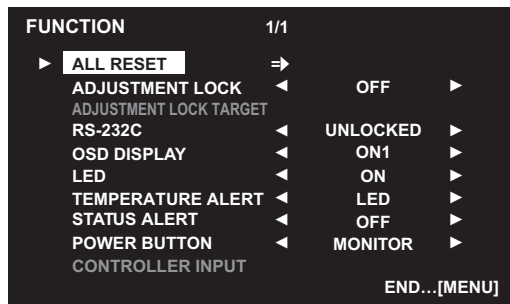 FUNCTION 1/1
ALL RESET
ADJUSTMENT LOCK OFF
ADJUSTMENT LOCK TARGET
RS-232C UNLOCKED
OSD DISPLAY ON1
LED ON
TEMPERATURE ALERT LED
STATUS ALERT OFF
POWER BUTTON MONITOR
CONTROLLER INPUT
END...[MENU]